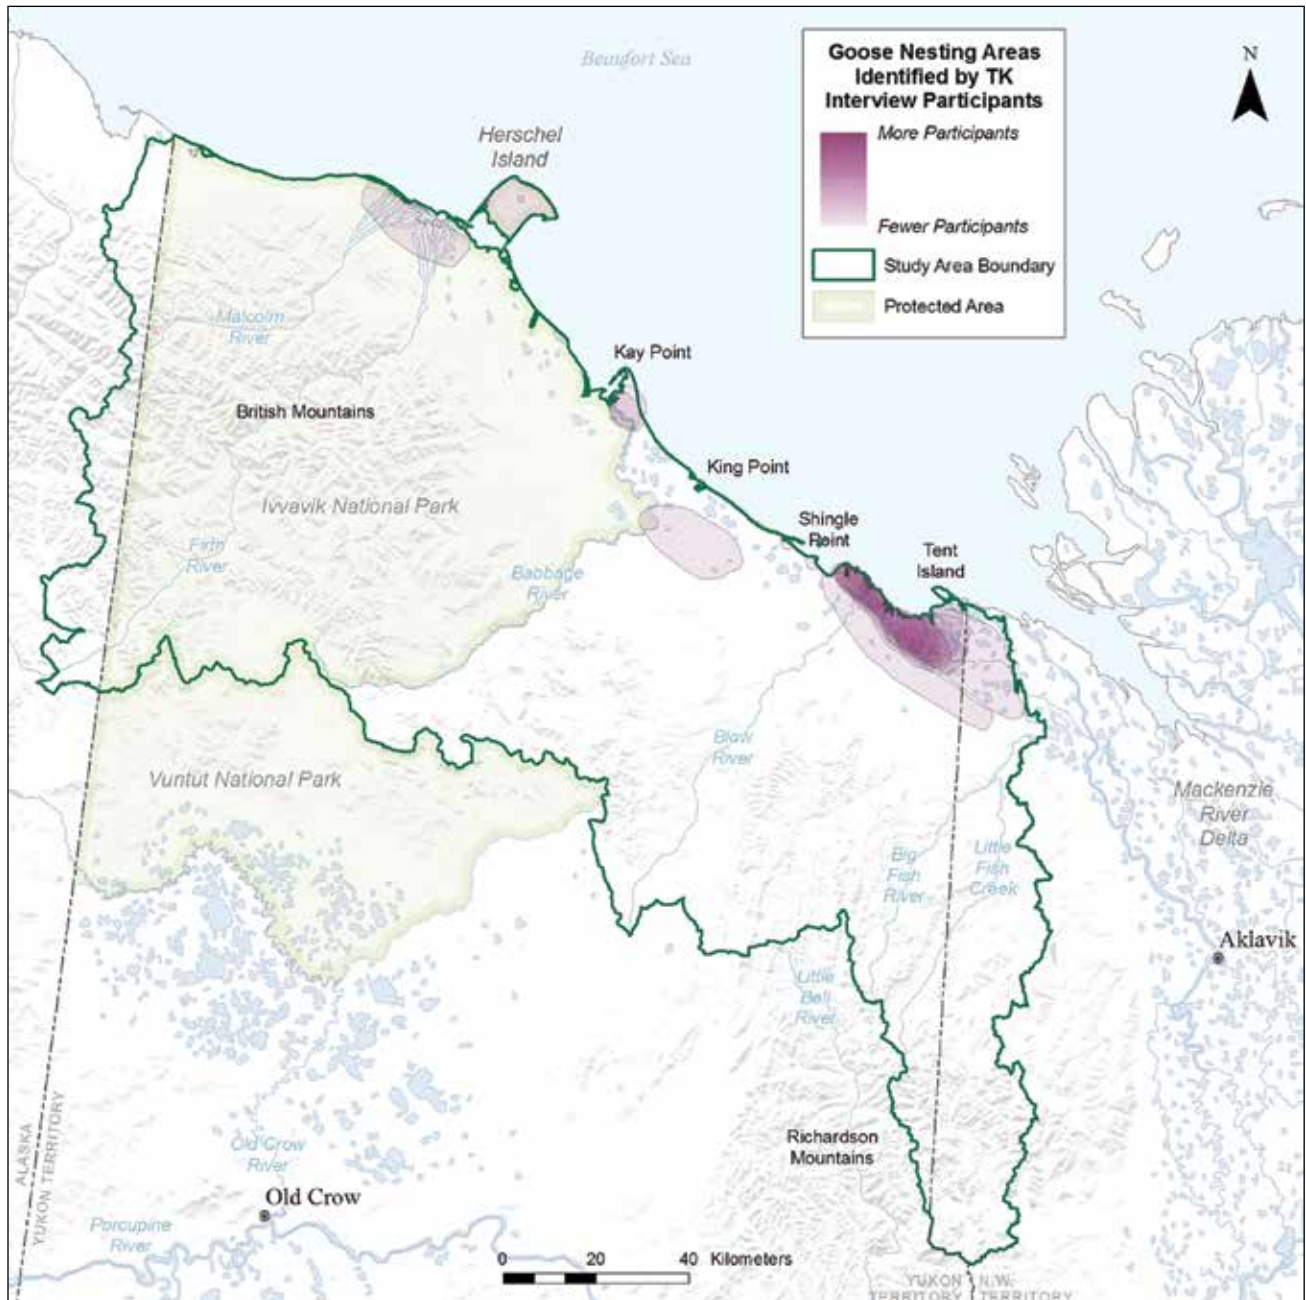 Beaufort Sea
Goose Nesting Areas
Identified by TK
Interview Participants
More Participants
Fewer Participants
Study Area Boundary
Protected Area
N
Herschel
Island
Malcolm
River
Kay Point
British Mountains
King Point
Ivvavik National Park
Shingle
Point
Tent
Island
Firth
River
Babbage
River
Blow
River
Vuntut National Park
Mackenzie
River
Delta
Big
Fish
River
Little
Fish
Creek
Aklavik
Little
Bell
River
ALASKA
YUKON TERRITORY
Old Crow
River
Richardson
Mountains
Old Crow
Porcupine
River
0 20 40 Kilometers
YUKON
TERRITORY
N.W.
TERRITORY